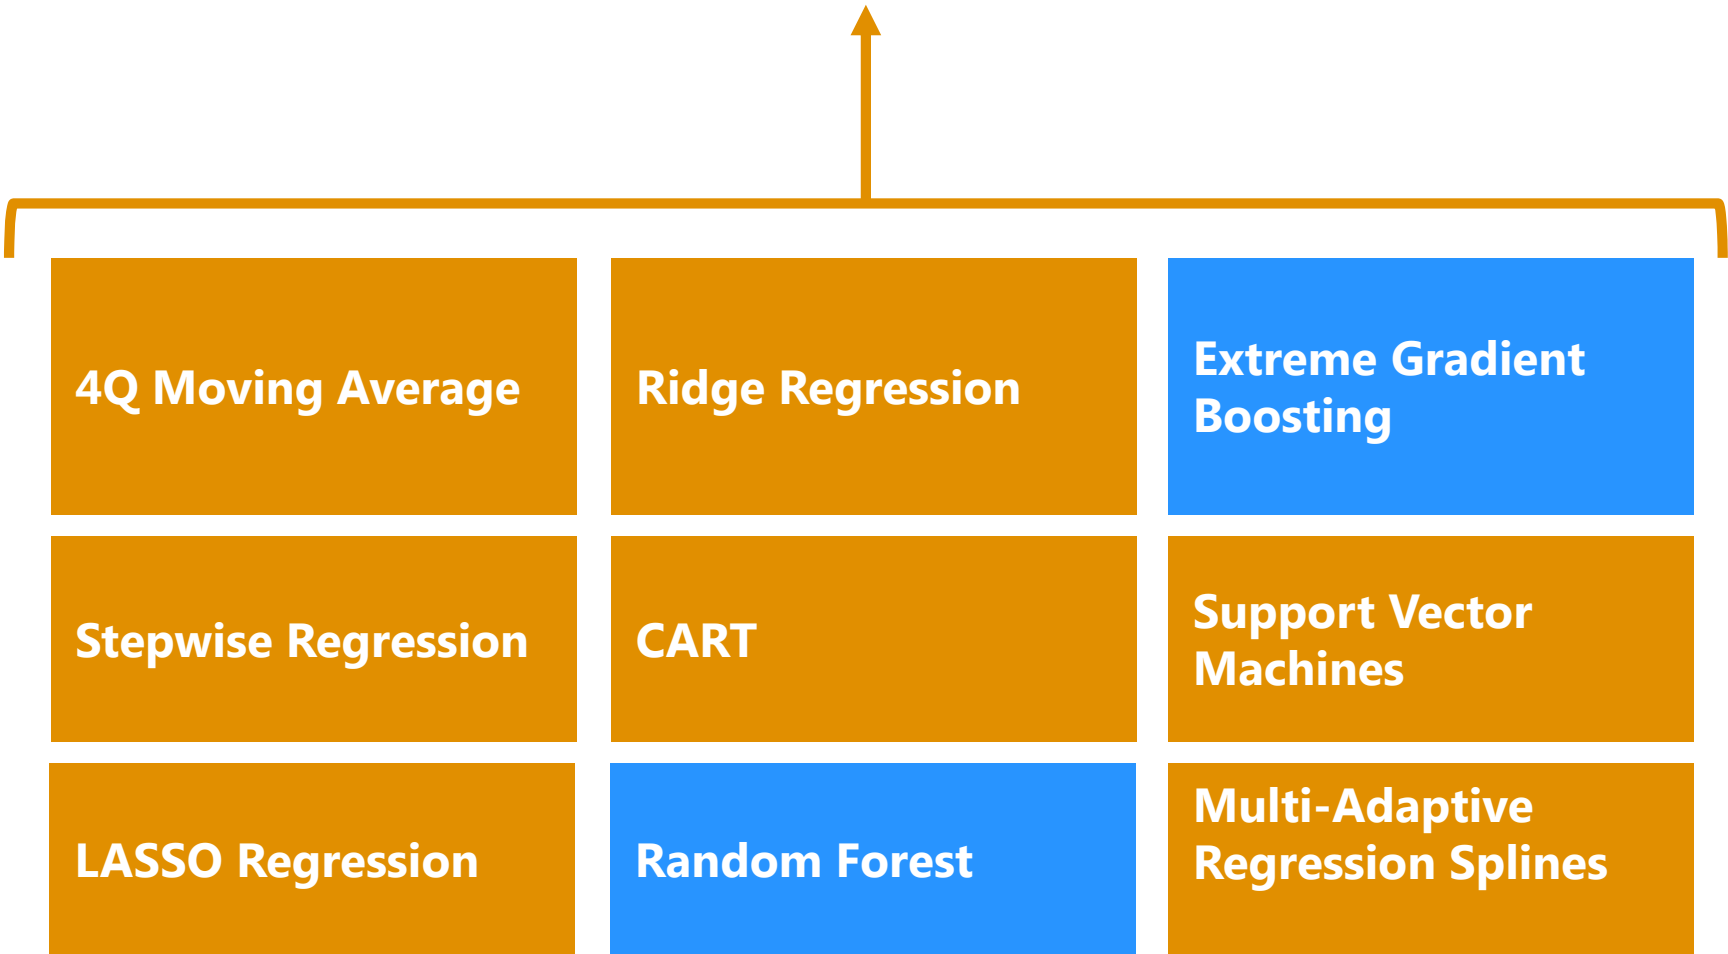 4Q Moving Average
Ridge Regression
Extreme Gradient
Boosting
Stepwise Regression
CART
Support Vector
Machines
LASSO Regression
Random Forest
Multi-Adaptive
Regression Splines